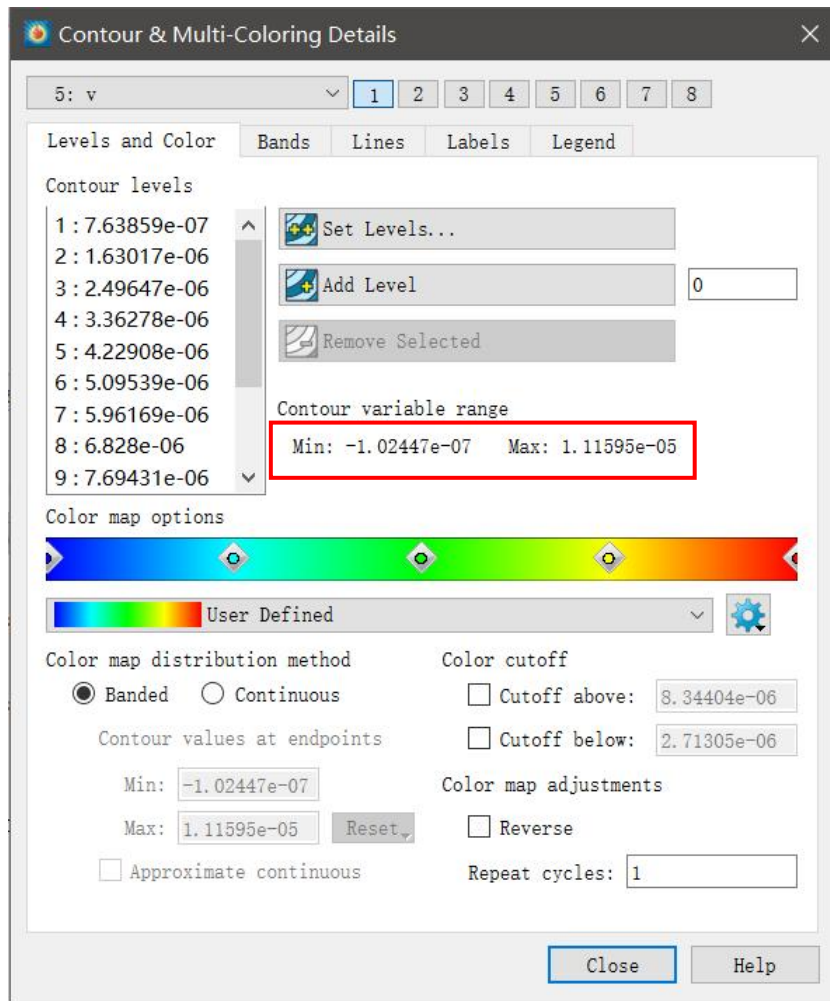 Contour & Multi-Coloring Details
5: v 1 2 3 4 5 6 7 8
Levels and Color Bands Lines Labels Legend
Contour levels
1 : 7.63859e-07
2 : 1.63017e-06
3 : 2.49647e-06
4 : 3.36278e-06
5 : 4.22908e-06
6 : 5.09539e-06
7 : 5.96169e-06
8 : 6.828e-06
9 : 7.69431e-06
Set Levels...
Add Level 0
Remove Selected
Contour variable range
Min: -1.02447e-07 Max: 1.11595e-05
Color map options
User Defined
Color map distribution method
Banded Continuous
Contour values at endpoints
Min: -1.02447e-07
Max: 1.11595e-05 Reset
Approximate continuous
Color cutoff
Cutoff above: 8.34404e-06
Cutoff below: 2.71305e-06
Color map adjustments
Reverse
Repeat cycles: 1
Close Help